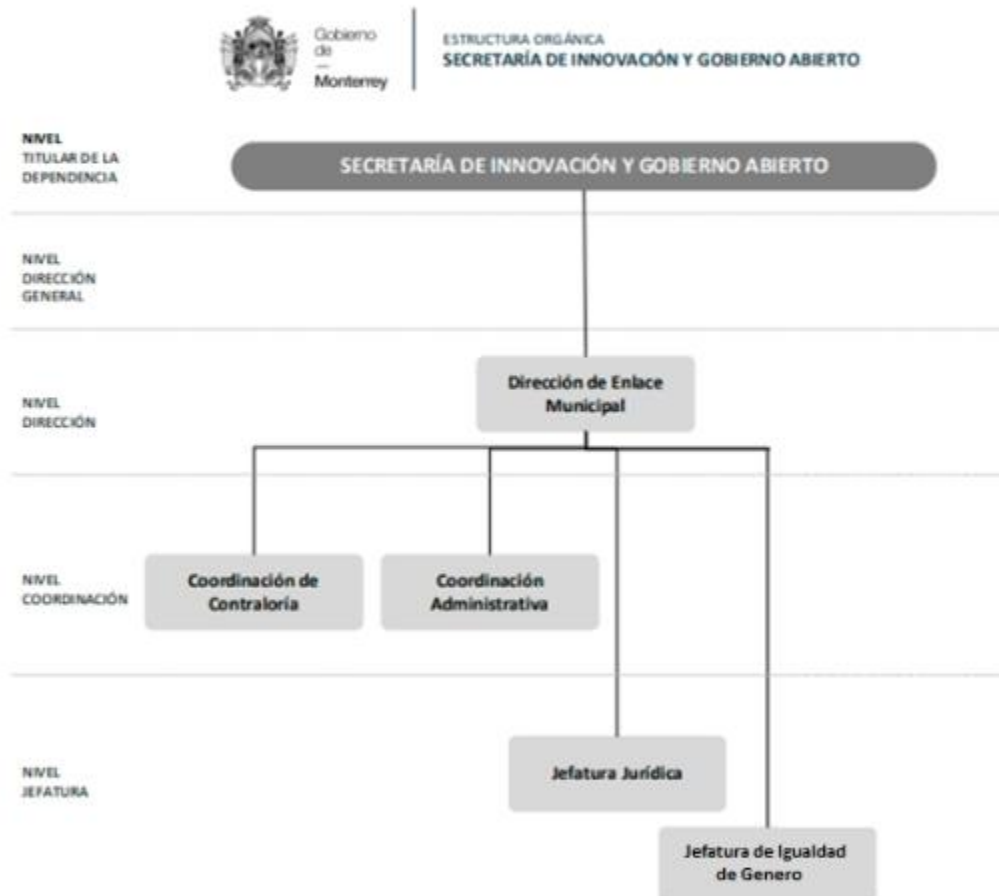 Gobierno
de
—
Monterrey
ESTRUCTURA ORGÁNICA
SECRETARÍA DE INNOVACIÓN Y GOBIERNO ABIERTO
NIVEL
TITULAR DE LA
DEPENDENCIA
SECRETARÍA DE INNOVACIÓN Y GOBIERNO ABIERTO
NIVEL
DIRECCIÓN
GENERAL
NIVEL
DIRECCIÓN
Dirección de Enlace
Municipal
NIVEL
COORDINACIÓN
Coordinación de
Contraloría
Coordinación
Administrativa
NIVEL
JEFATURA
Jefatura Jurídica
Jefatura de Igualdad
de Genero